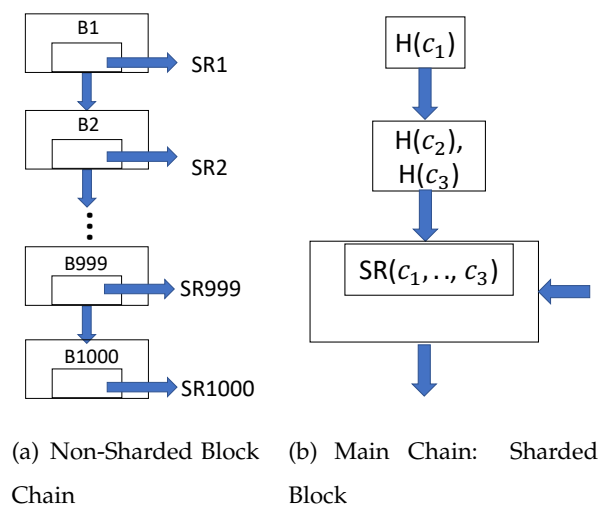 B1
SR1
B2
SR2
⋮
B999
SR999
B1000
SR1000
H(c₁)
H(c₂),
H(c₃)
SR(c₁,.., c₃)
(a) Non-Sharded Block
Chain
(b) Main Chain: Sharded
Block